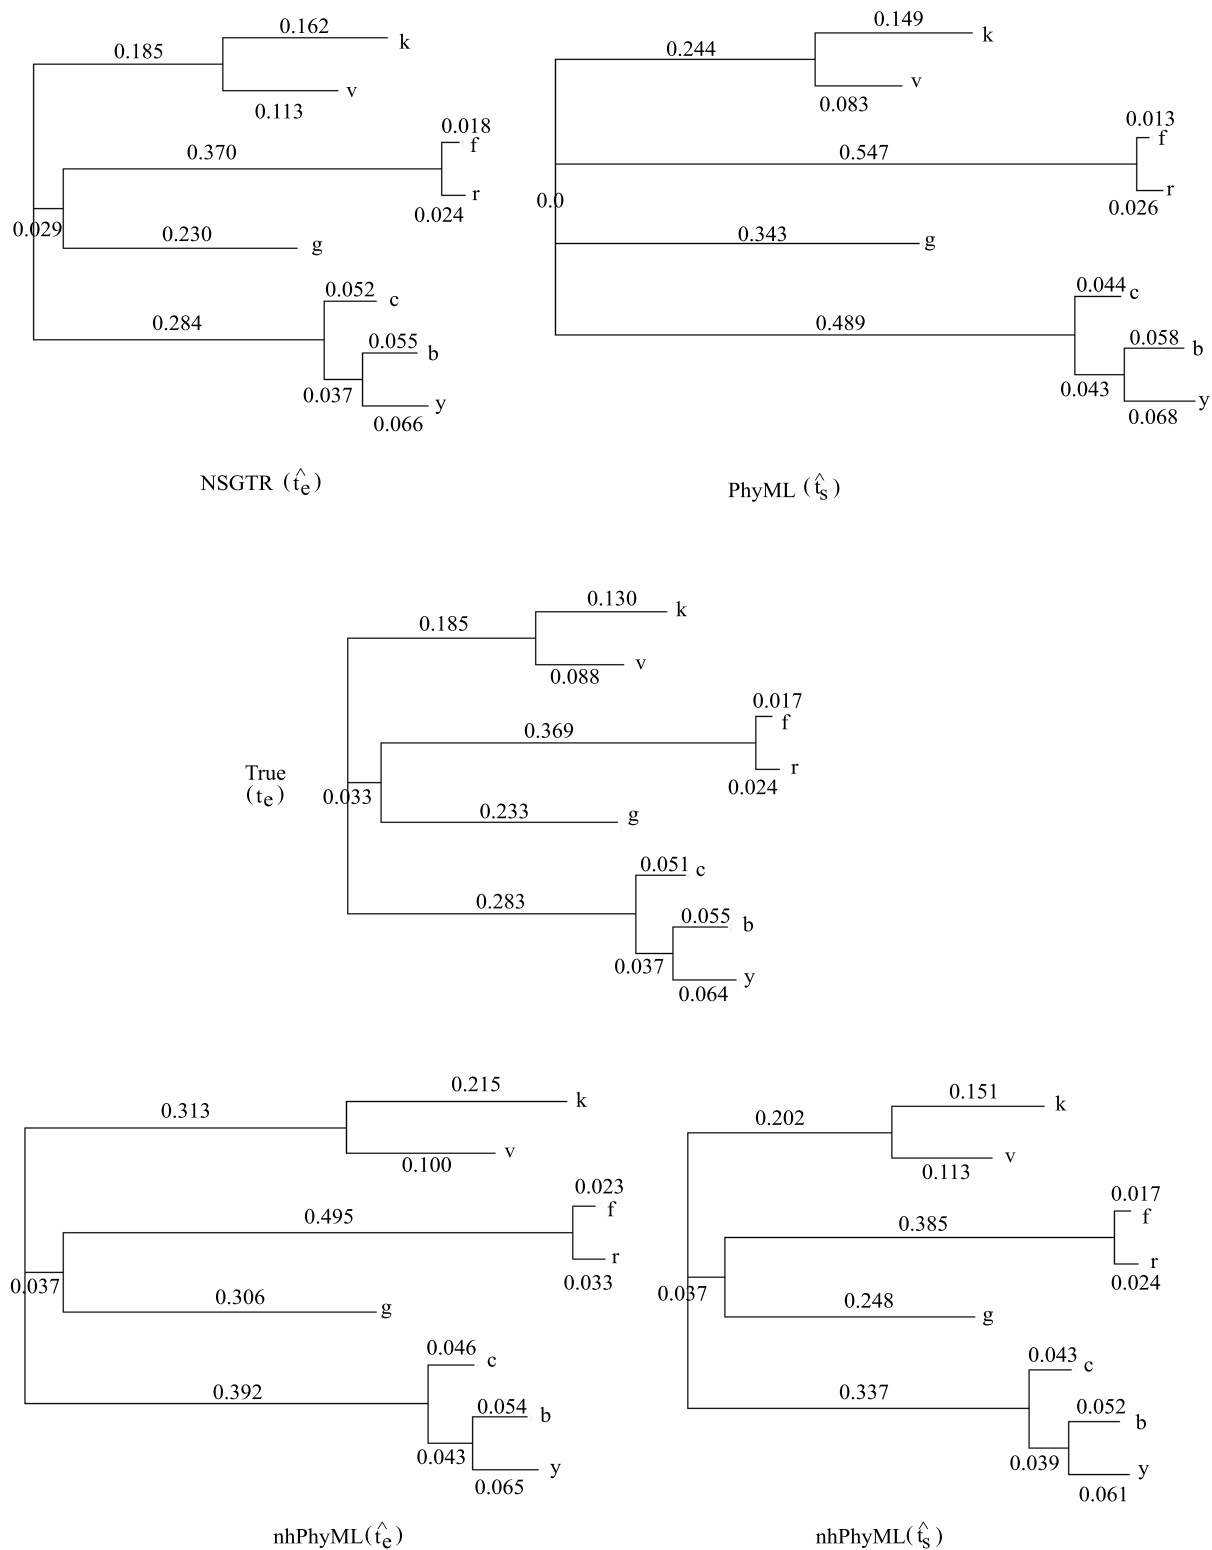 0.162
k
0.185
v
0.113
0.018
f
0.370
r
0.024
0.029
0.230
g
0.052
c
0.284
0.055
b
0.037
y
0.066
NSGTR (t̂e)
0.149
k
0.244
v
0.083
0.013
f
0.547
r
0.026
0.0
0.343
g
0.044
c
0.489
0.058
b
0.043
y
0.068
PhyML (t̂s)
0.130
k
0.185
v
0.088
0.017
f
0.369
r
0.024
True
(te)
0.033
0.233
g
0.051
c
0.283
0.055
b
0.037
y
0.064
0.215
k
0.313
v
0.100
0.023
f
0.495
r
0.033
0.037
0.306
g
0.046
c
0.392
0.054
b
0.043
y
0.065
nhPhyML(t̂e)
0.151
k
0.202
v
0.113
0.017
f
0.385
r
0.024
0.037
0.248
g
0.043
c
0.337
0.052
b
0.039
y
0.061
nhPhyML(t̂s)